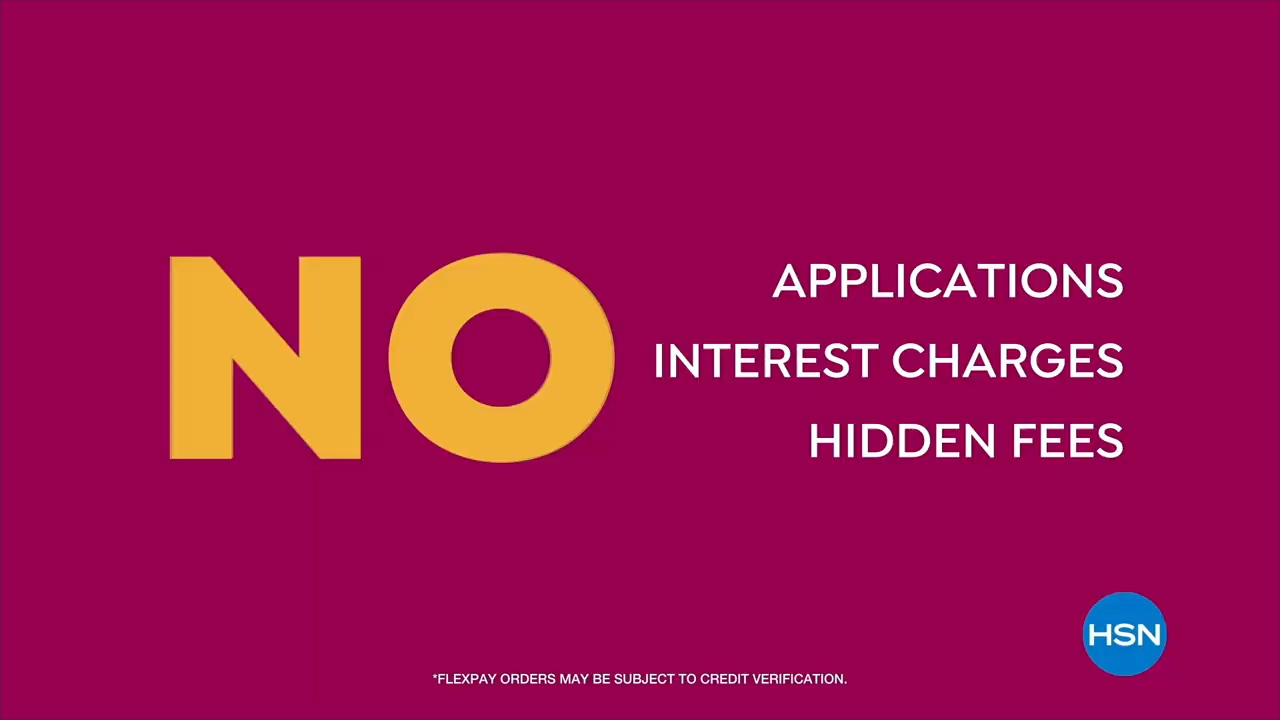 NO
APPLICATIONS
INTEREST CHARGES
HIDDEN FEES
HSN
*FLEXPAY ORDERS MAY BE SUBJECT TO CREDIT VERIFICATION.